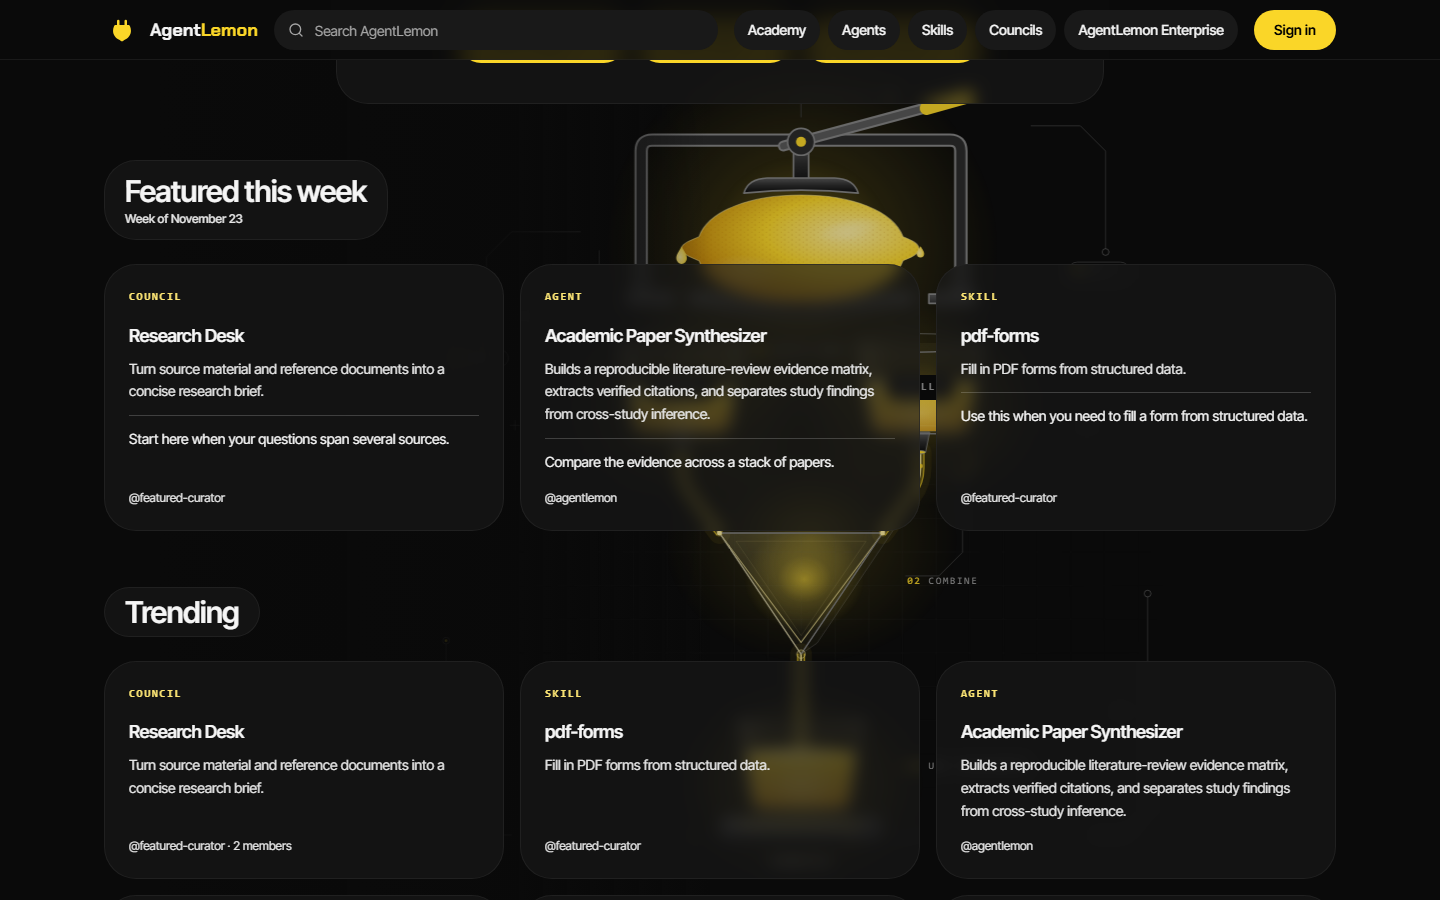 AgentLemon
Search AgentLemon
Academy
Agents
Skills
Councils
AgentLemon Enterprise
Sign in
Featured this week
Week of November 23
COUNCIL
Research Desk
Turn source material and reference documents into a
concise research brief.
Start here when your questions span several sources.
@featured-curator
AGENT
Academic Paper Synthesizer
Builds a reproducible literature-review evidence matrix,
extracts verified citations, and separates study findings
from cross-study inference.
Compare the evidence across a stack of papers.
@agentlemon
LL
SKILL
pdf-forms
Fill in PDF forms from structured data.
Use this when you need to fill a form from structured data.
@featured-curator
02 COMBINE
Trending
COUNCIL
Research Desk
Turn source material and reference documents into a
concise research brief.
@featured-curator · 2 members
SKILL
pdf-forms
Fill in PDF forms from structured data.
@featured-curator
U
AGENT
Academic Paper Synthesizer
Builds a reproducible literature-review evidence matrix,
extracts verified citations, and separates study findings
from cross-study inference.
@agentlemon